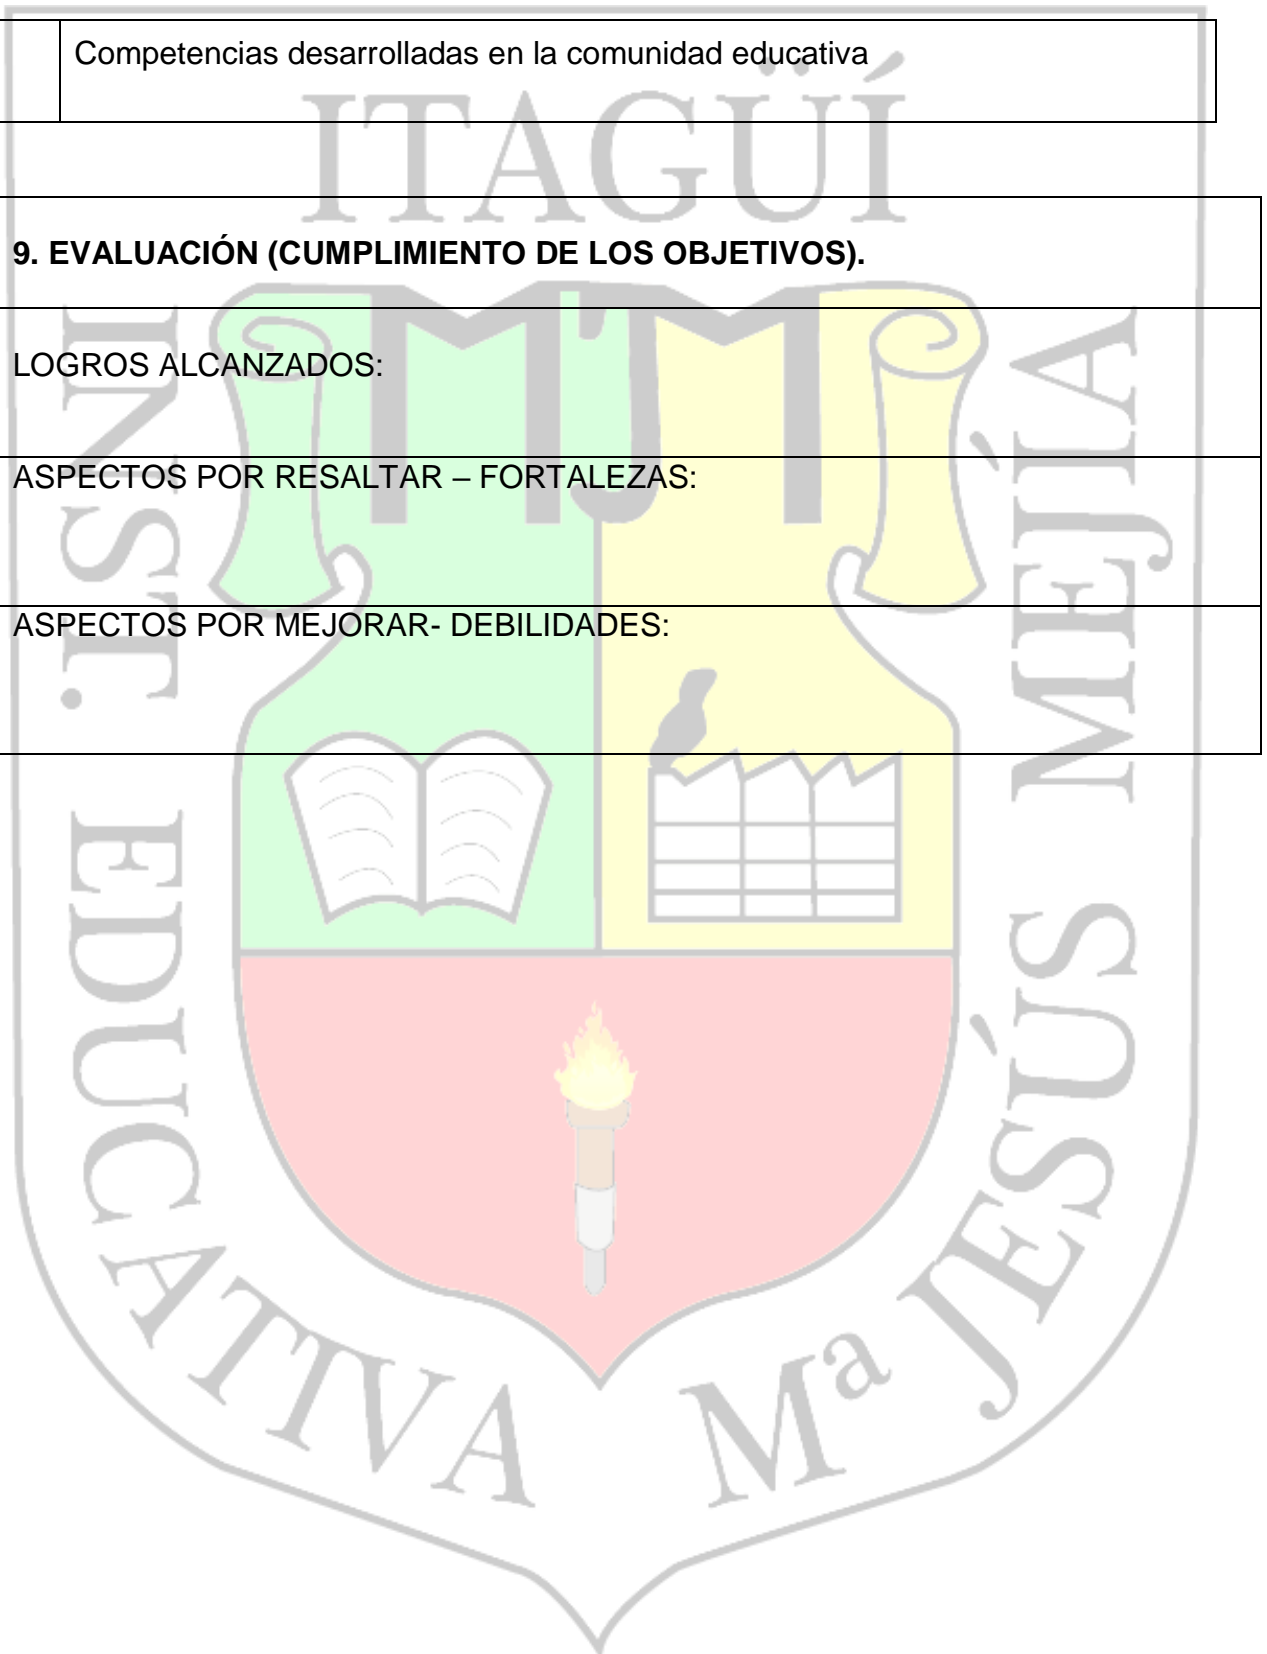 Competencias desarrolladas en la comunidad educativa
ITAGÜÍ
9. EVALUACIÓN (CUMPLIMIENTO DE LOS OBJETIVOS).
LOGROS ALCANZADOS:
ASPECTOS POR RESALTAR – FORTALEZAS:
ASPECTOS POR MEJORAR- DEBILIDADES:
MJM
INST. EDUCATIVA Mª JESÚS MEJÍA